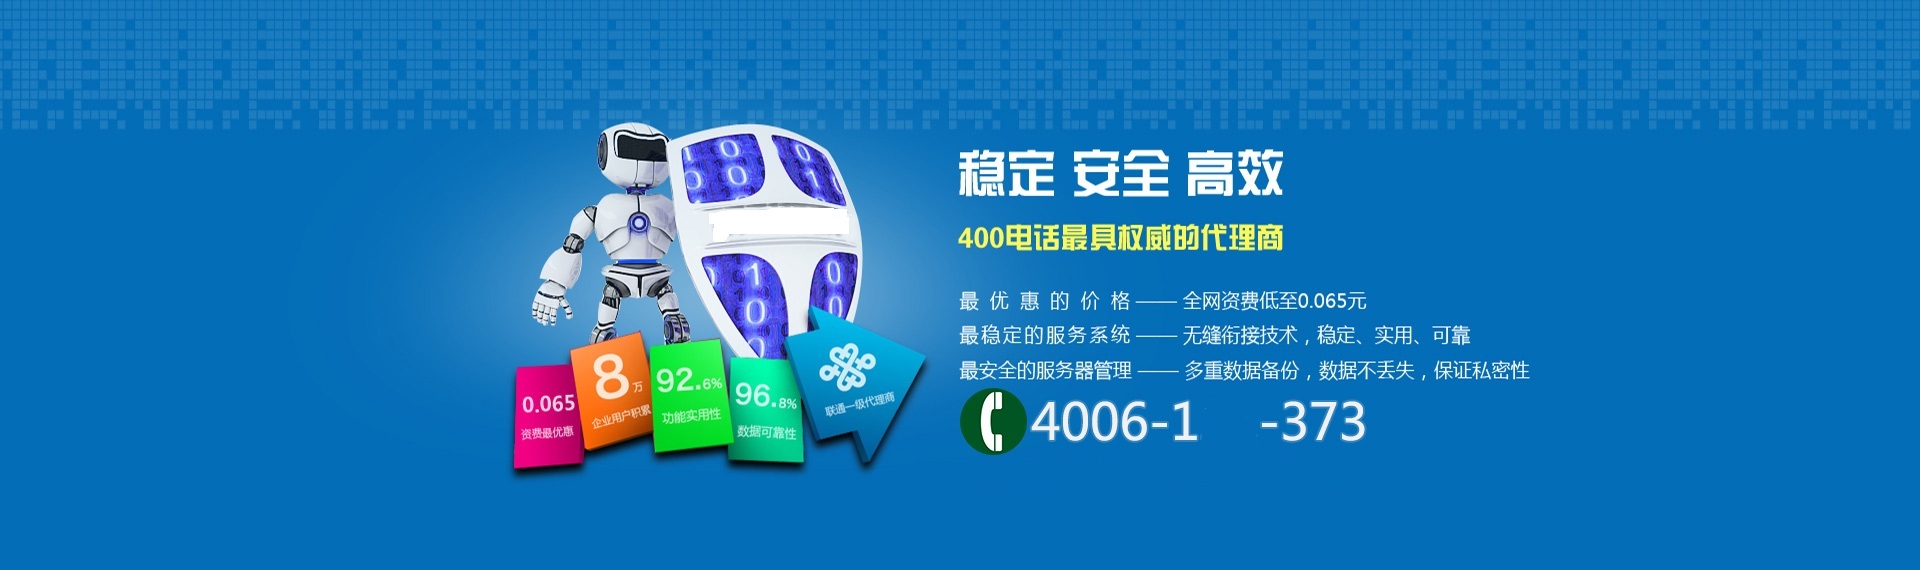 稳定 安全 高效
400电话最具权威的代理商
最优惠的价格 —— 全网资费低至0.065元
最稳定的服务系统 —— 无缝衔接技术，稳定、实用、可靠
最安全的服务器管理 —— 多重数据备份，数据不丢失，保证私密性
4006-1 -373
0.065
资费最优惠
8万
企业用户积累
92.6%
功能实用性
96.8%
数据可靠性
联通一级代理商